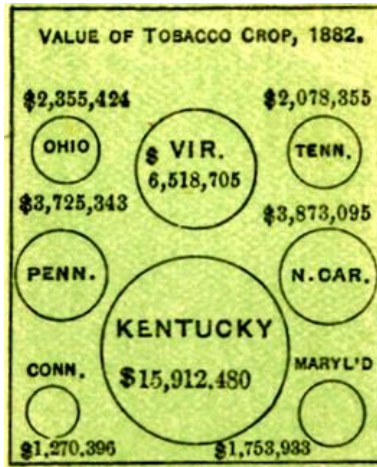 VALUE OF TOBACCO CROP, 1882.
$2,355,424
OHIO
$ VIR.
6,518,705
$2,078,355
TENN.
$3,725,343
PENN.
$3,873,095
N.CAR.
KENTUCKY
$15,912,480
CONN.
$1,270,396
MARYL'D
$1,753,933